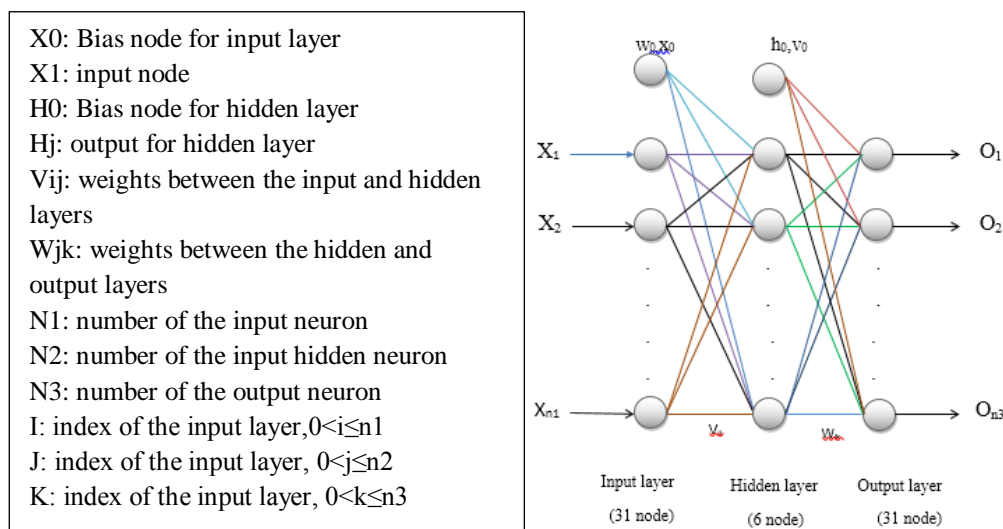 X0: Bias node for input layer
X1: input node
H0: Bias node for hidden layer
Hj: output for hidden layer
Vij: weights between the input and hidden
layers
Wjk: weights between the hidden and
output layers
N1: number of the input neuron
N2: number of the input hidden neuron
N3: number of the output neuron
I: index of the input layer,0<i≤n1
J: index of the input layer, 0<j≤n2
K: index of the input layer, 0<k≤n3
w0,x0 h0,v0
X1 O1
X2 O2
Xn1 On3
Input layer Hidden layer Output layer
(31 node) (6 node) (31 node)